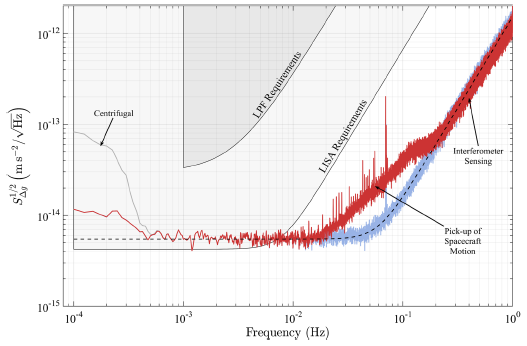 10⁻¹²
10⁻¹³
10⁻¹⁴
10⁻¹⁵
S_{Δg}^{1/2} (m s⁻²/√Hz)
Centrifugal
LPF Requirements
LISA Requirements
Interferometer
Sensing
Pick-up of
Spacecraft
Motion
10⁻⁴
10⁻³
10⁻²
10⁻¹
10⁰
Frequency (Hz)